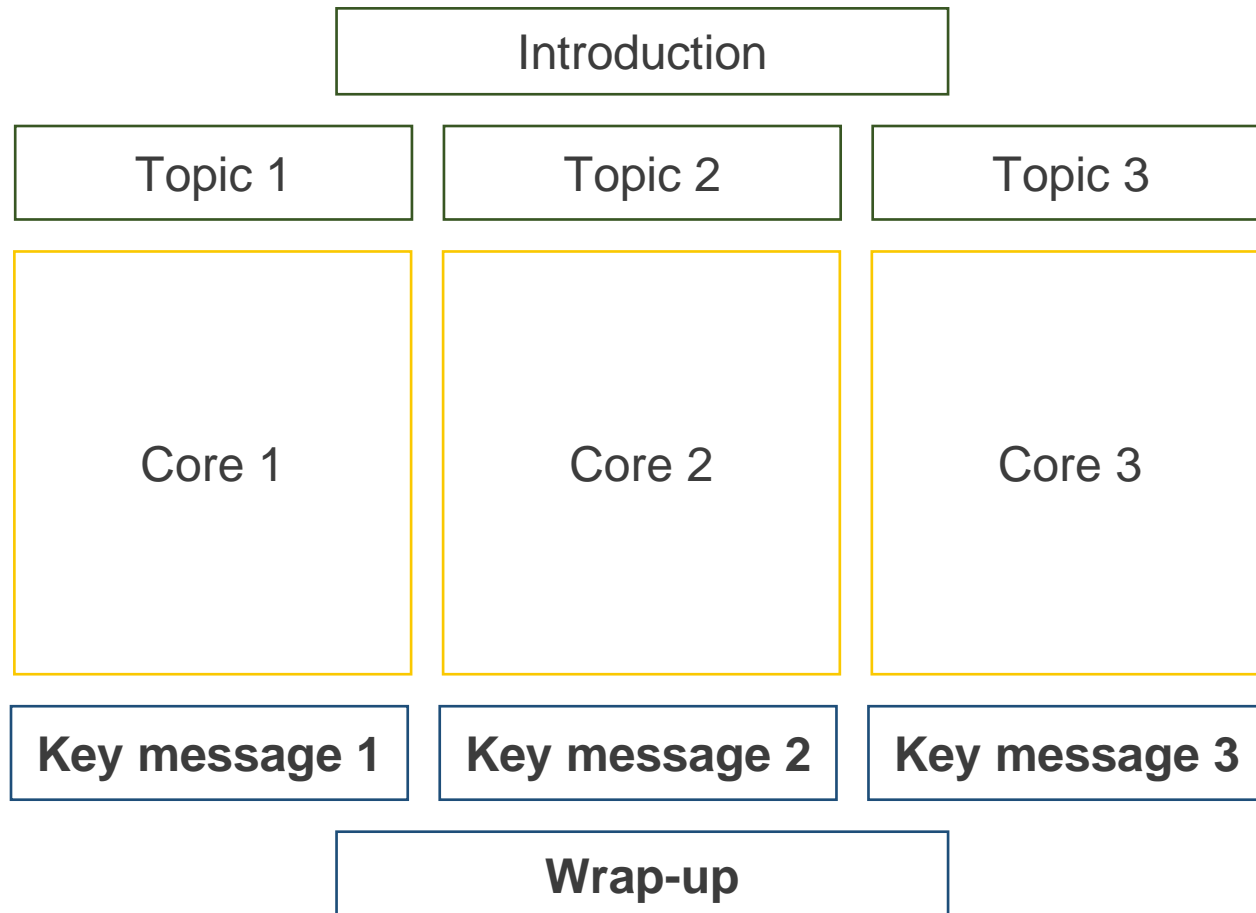 Introduction
Topic 1
Topic 2
Topic 3
Core 1
Core 2
Core 3
Key message 1
Key message 2
Key message 3
Wrap-up